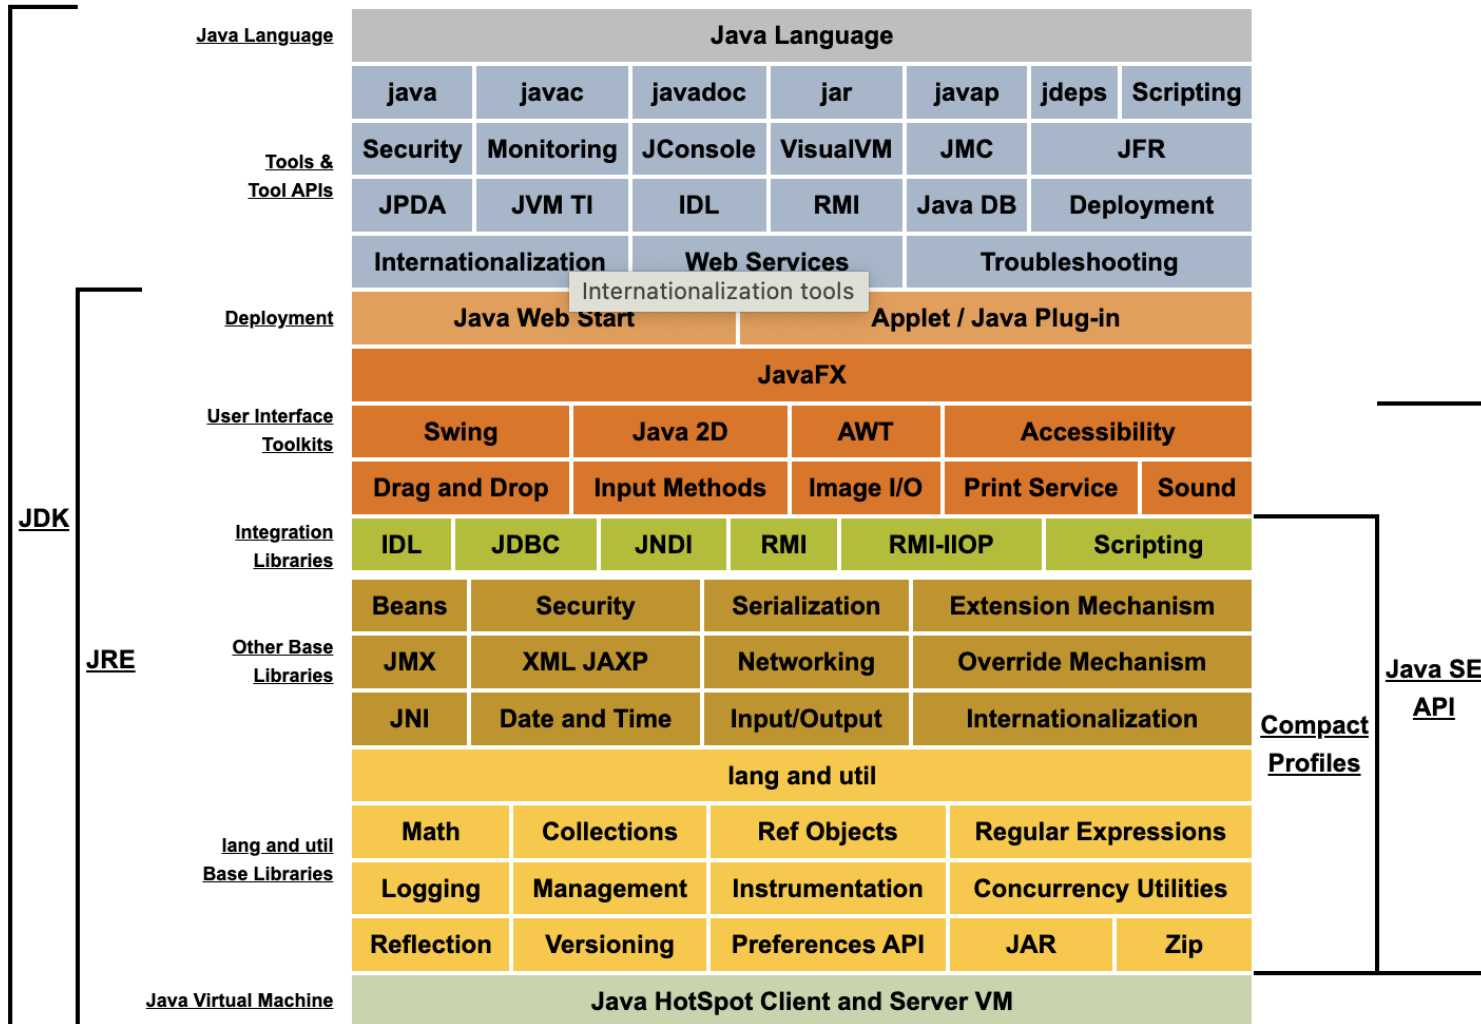 Java Language
Java Language
java javac javadoc jar javap jdeps Scripting
Tools &
Tool APIs
Security Monitoring JConsole VisualVM JMC JFR
JPDA JVM TI IDL RMI Java DB Deployment
Internationalization Web Services Troubleshooting
Internationalization tools
Deployment
Java Web Start Applet / Java Plug-in
JavaFX
User Interface
Toolkits
Swing Java 2D AWT Accessibility
Drag and Drop Input Methods Image I/O Print Service Sound
JDK
Integration
Libraries
IDL JDBC JNDI RMI RMI-IIOP Scripting
JRE
Other Base
Libraries
Beans Security Serialization Extension Mechanism
JMX XML JAXP Networking Override Mechanism
JNI Date and Time Input/Output Internationalization
Java SE
API
Compact
Profiles
lang and util
lang and util
Base Libraries
Math Collections Ref Objects Regular Expressions
Logging Management Instrumentation Concurrency Utilities
Reflection Versioning Preferences API JAR Zip
Java Virtual Machine
Java HotSpot Client and Server VM